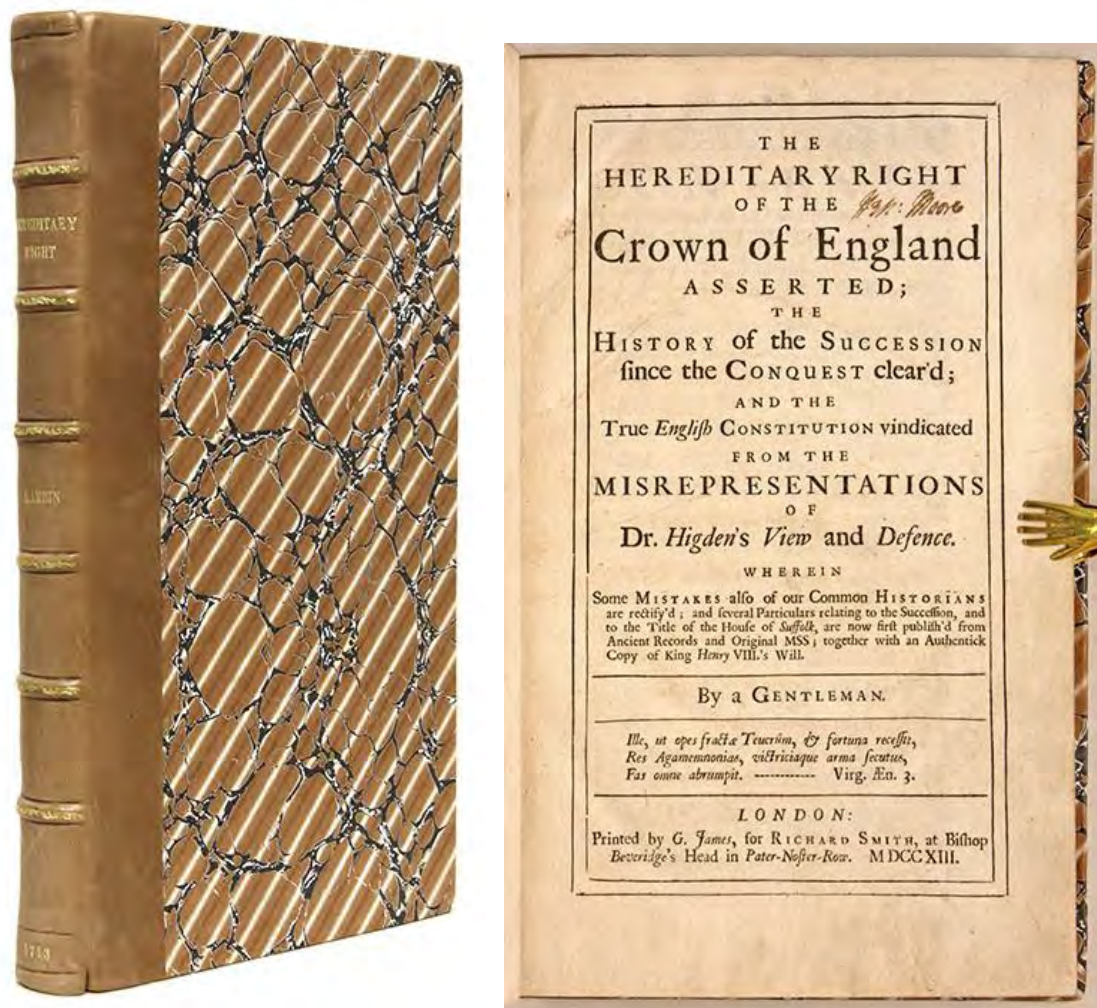 HEREDITARY
RIGHT
HARBIN
1713
THE
HEREDITARY RIGHT
OF THE
Crown of England
ASSERTED;
THE
HISTORY of the SUCCESSION
ſince the CONQUEST clear'd;
AND THE
True Engliſh CONSTITUTION vindicated
FROM THE
MISREPRESENTATIONS
OF
Dr. Higden's View and Defence.
WHEREIN
Some MISTAKES alſo of our Common HISTORIANS
are rectify'd; and ſeveral Particulars relating to the Succeſſion, and
to the Title of the Houſe of Suffolk, are now firſt publiſh'd from
Ancient Records and Original MSS; together with an Authentick
Copy of King Henry VIII.'s Will.
By a GENTLEMAN.
Ille, ut opes fractæ Teucrûm, & fortuna receſſit,
Res Agamemnonias, victriciaque arma ſecutus,
Fas omne abrumpit. ------------ Virg. Æn. 3.
LONDON:
Printed by G. James, for RICHARD SMITH, at Biſhop
Beveridge's Head in Pater-Noſter-Row. MDCCXIII.